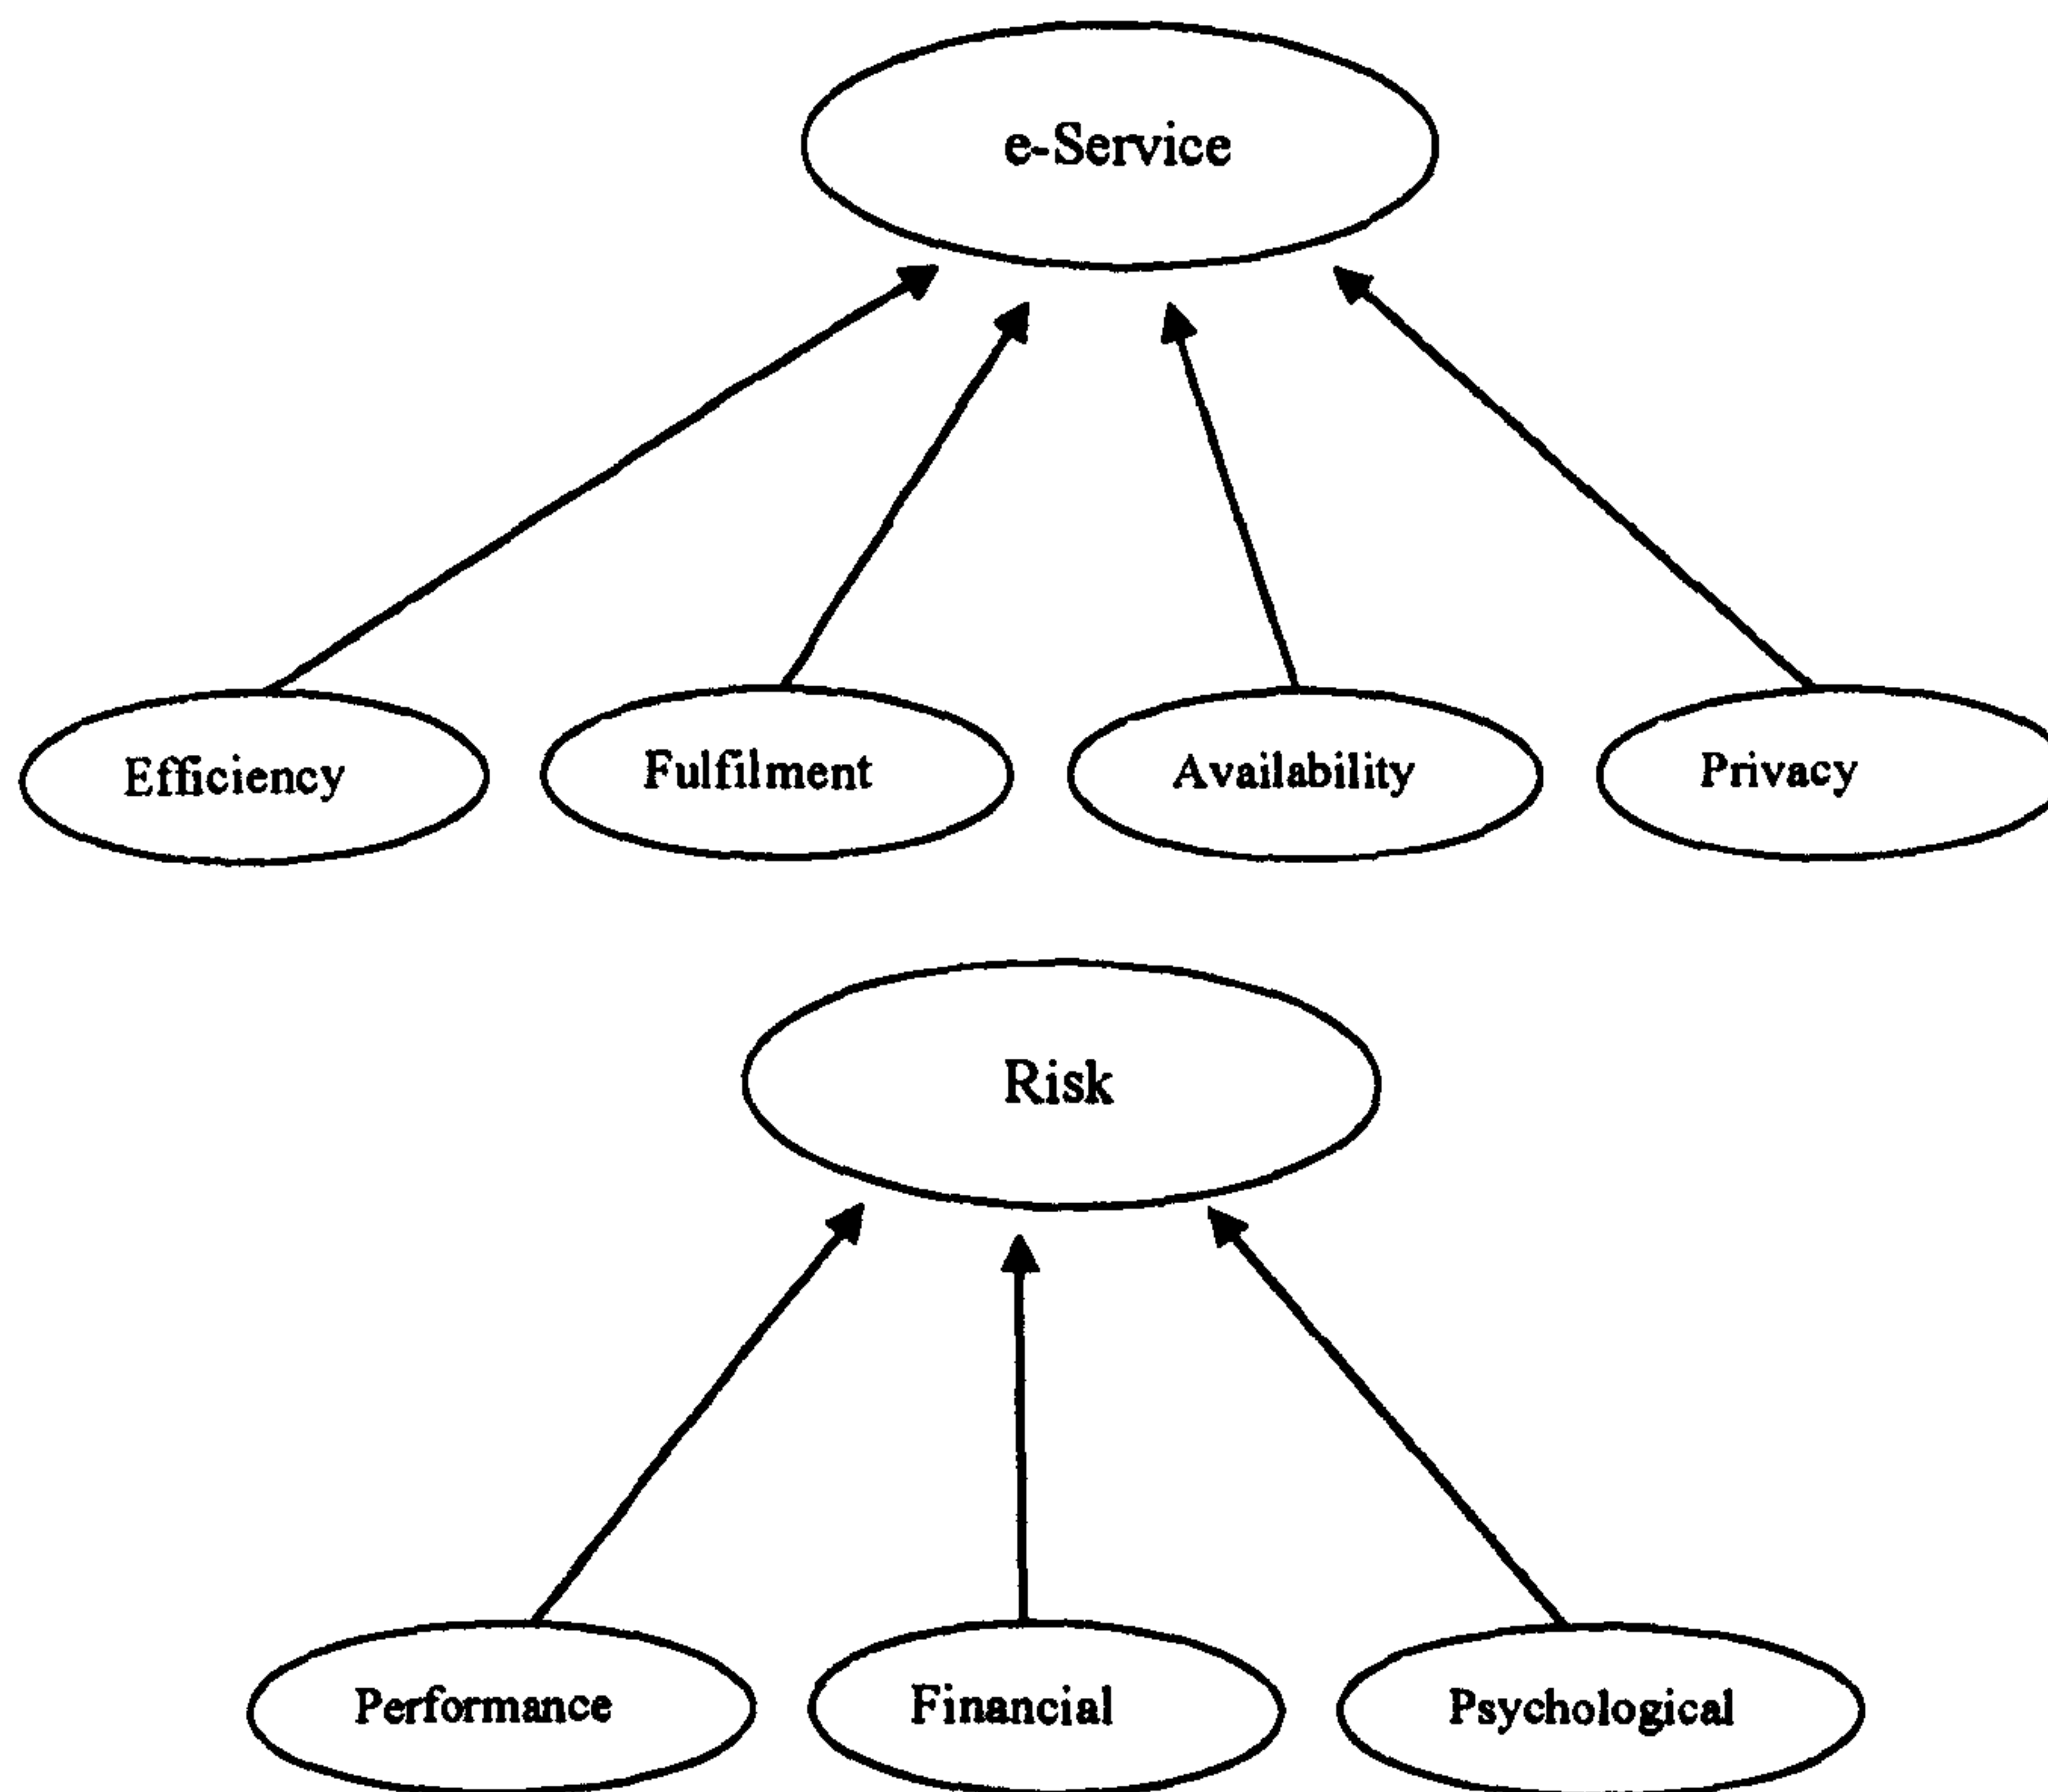 e-Service
Efficiency
Fulfilment
Availability
Privacy
Risk
Performance
Financial
Psychological